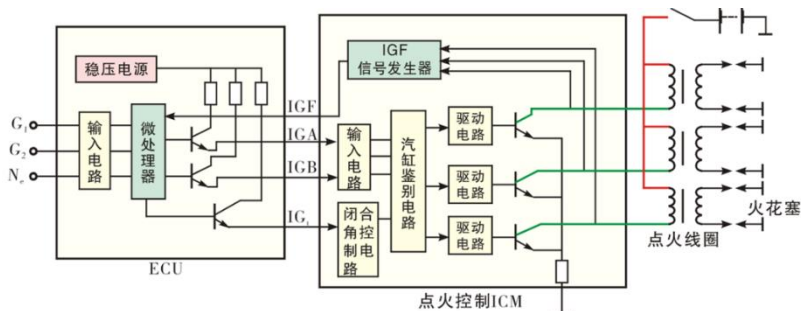 稳压电源
G₁
G₂
Nₑ
输入电路
微处理器
ECU
IGF
IGA
IGB
IGₜ
IGF
信号发生器
输入电路
闭合角控制电路
汽缸鉴别电路
驱动
电路
驱动
电路
驱动
电路
点火控制ICM
点火线圈
火花塞